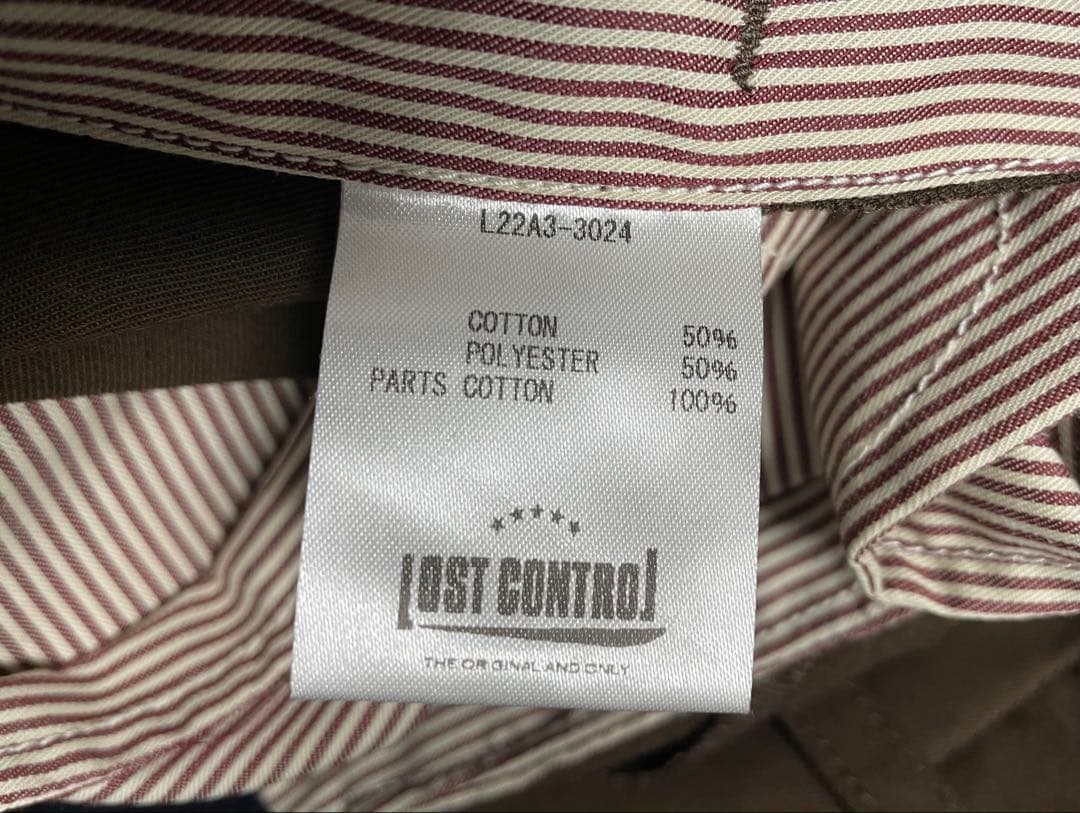 L22A3-3024
COTTON 50%
POLYESTER 50%
PARTS COTTON 100%
LOST CONTROL
THE ORIGINAL AND ONLY